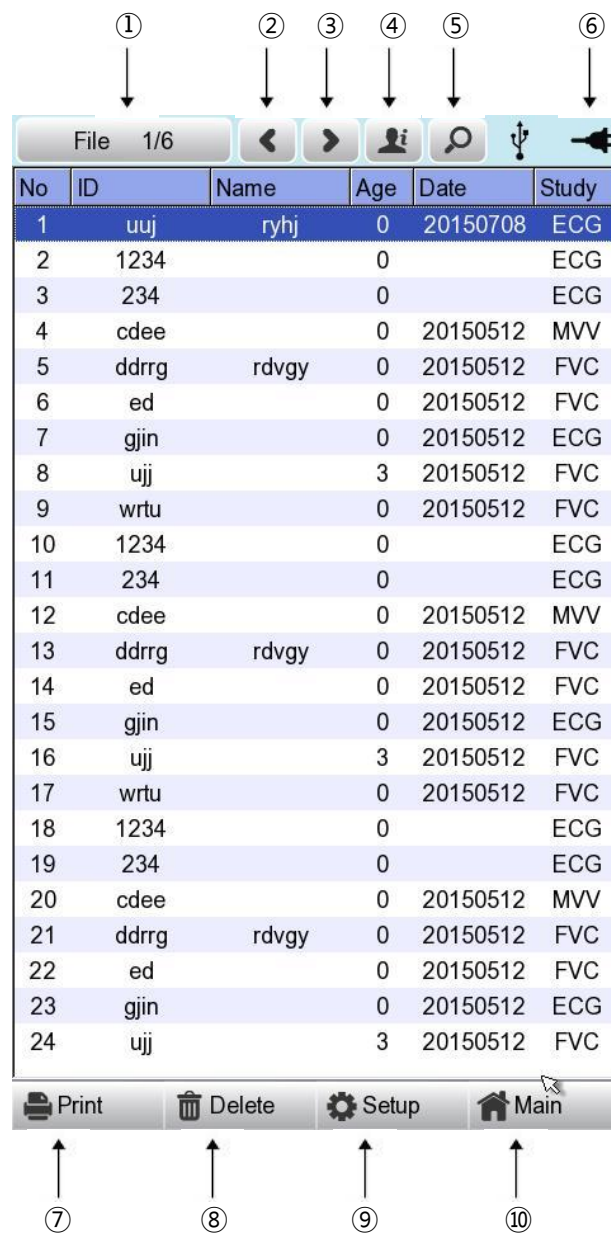 ① ② ③ ④ ⑤ ⑥
File 1/6
No ID Name Age Date Study
1 uuj ryhj 0 20150708 ECG
2 1234 0 ECG
3 234 0 ECG
4 cdee 0 20150512 MVV
5 ddrrg rdvgy 0 20150512 FVC
6 ed 0 20150512 FVC
7 gjin 0 20150512 ECG
8 ujj 3 20150512 FVC
9 wrtu 0 20150512 FVC
10 1234 0 ECG
11 234 0 ECG
12 cdee 0 20150512 MVV
13 ddrrg rdvgy 0 20150512 FVC
14 ed 0 20150512 FVC
15 gjin 0 20150512 ECG
16 ujj 3 20150512 FVC
17 wrtu 0 20150512 FVC
18 1234 0 ECG
19 234 0 ECG
20 cdee 0 20150512 MVV
21 ddrrg rdvgy 0 20150512 FVC
22 ed 0 20150512 FVC
23 gjin 0 20150512 ECG
24 ujj 3 20150512 FVC
Print Delete Setup Main
⑦ ⑧ ⑨ ⑩